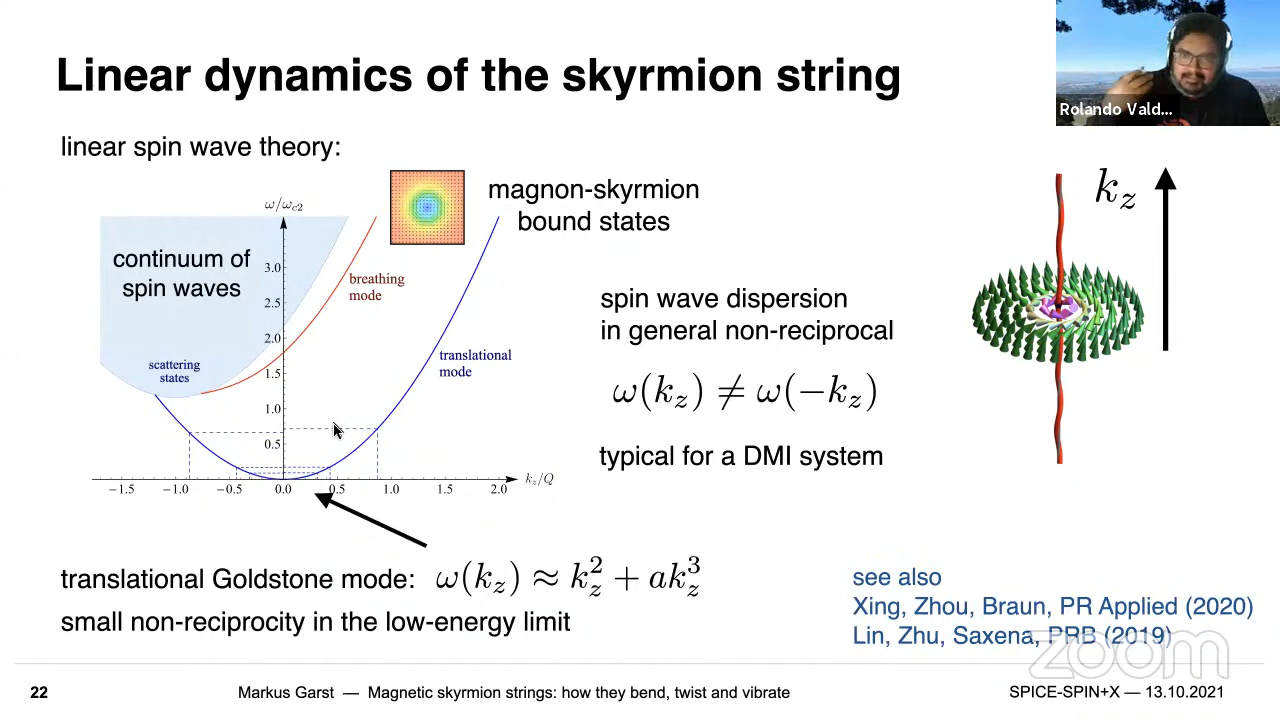 Linear dynamics of the skyrmion string
Rolando Vald...
linear spin wave theory:
magnon-skyrmion
bound states
ω/ω_{c2}
continuum of
spin waves
3.0
2.5
2.0
1.5
1.0
0.5
breathing
mode
translational
mode
scattering
states
−1.5 −1.0 −0.5 0.0 0.5 1.0 1.5 2.0
k_z/Q
k_z
spin wave dispersion
in general non-reciprocal
ω(k_z) ≠ ω(−k_z)
typical for a DMI system
translational Goldstone mode: ω(k_z) ≈ k_z^2 + ak_z^3
small non-reciprocity in the low-energy limit
see also
Xing, Zhou, Braun, PR Applied (2020)
Lin, Zhu, Saxena, PRB (2019)
zoom
22
Markus Garst — Magnetic skyrmion strings: how they bend, twist and vibrate
SPICE-SPIN+X — 13.10.2021